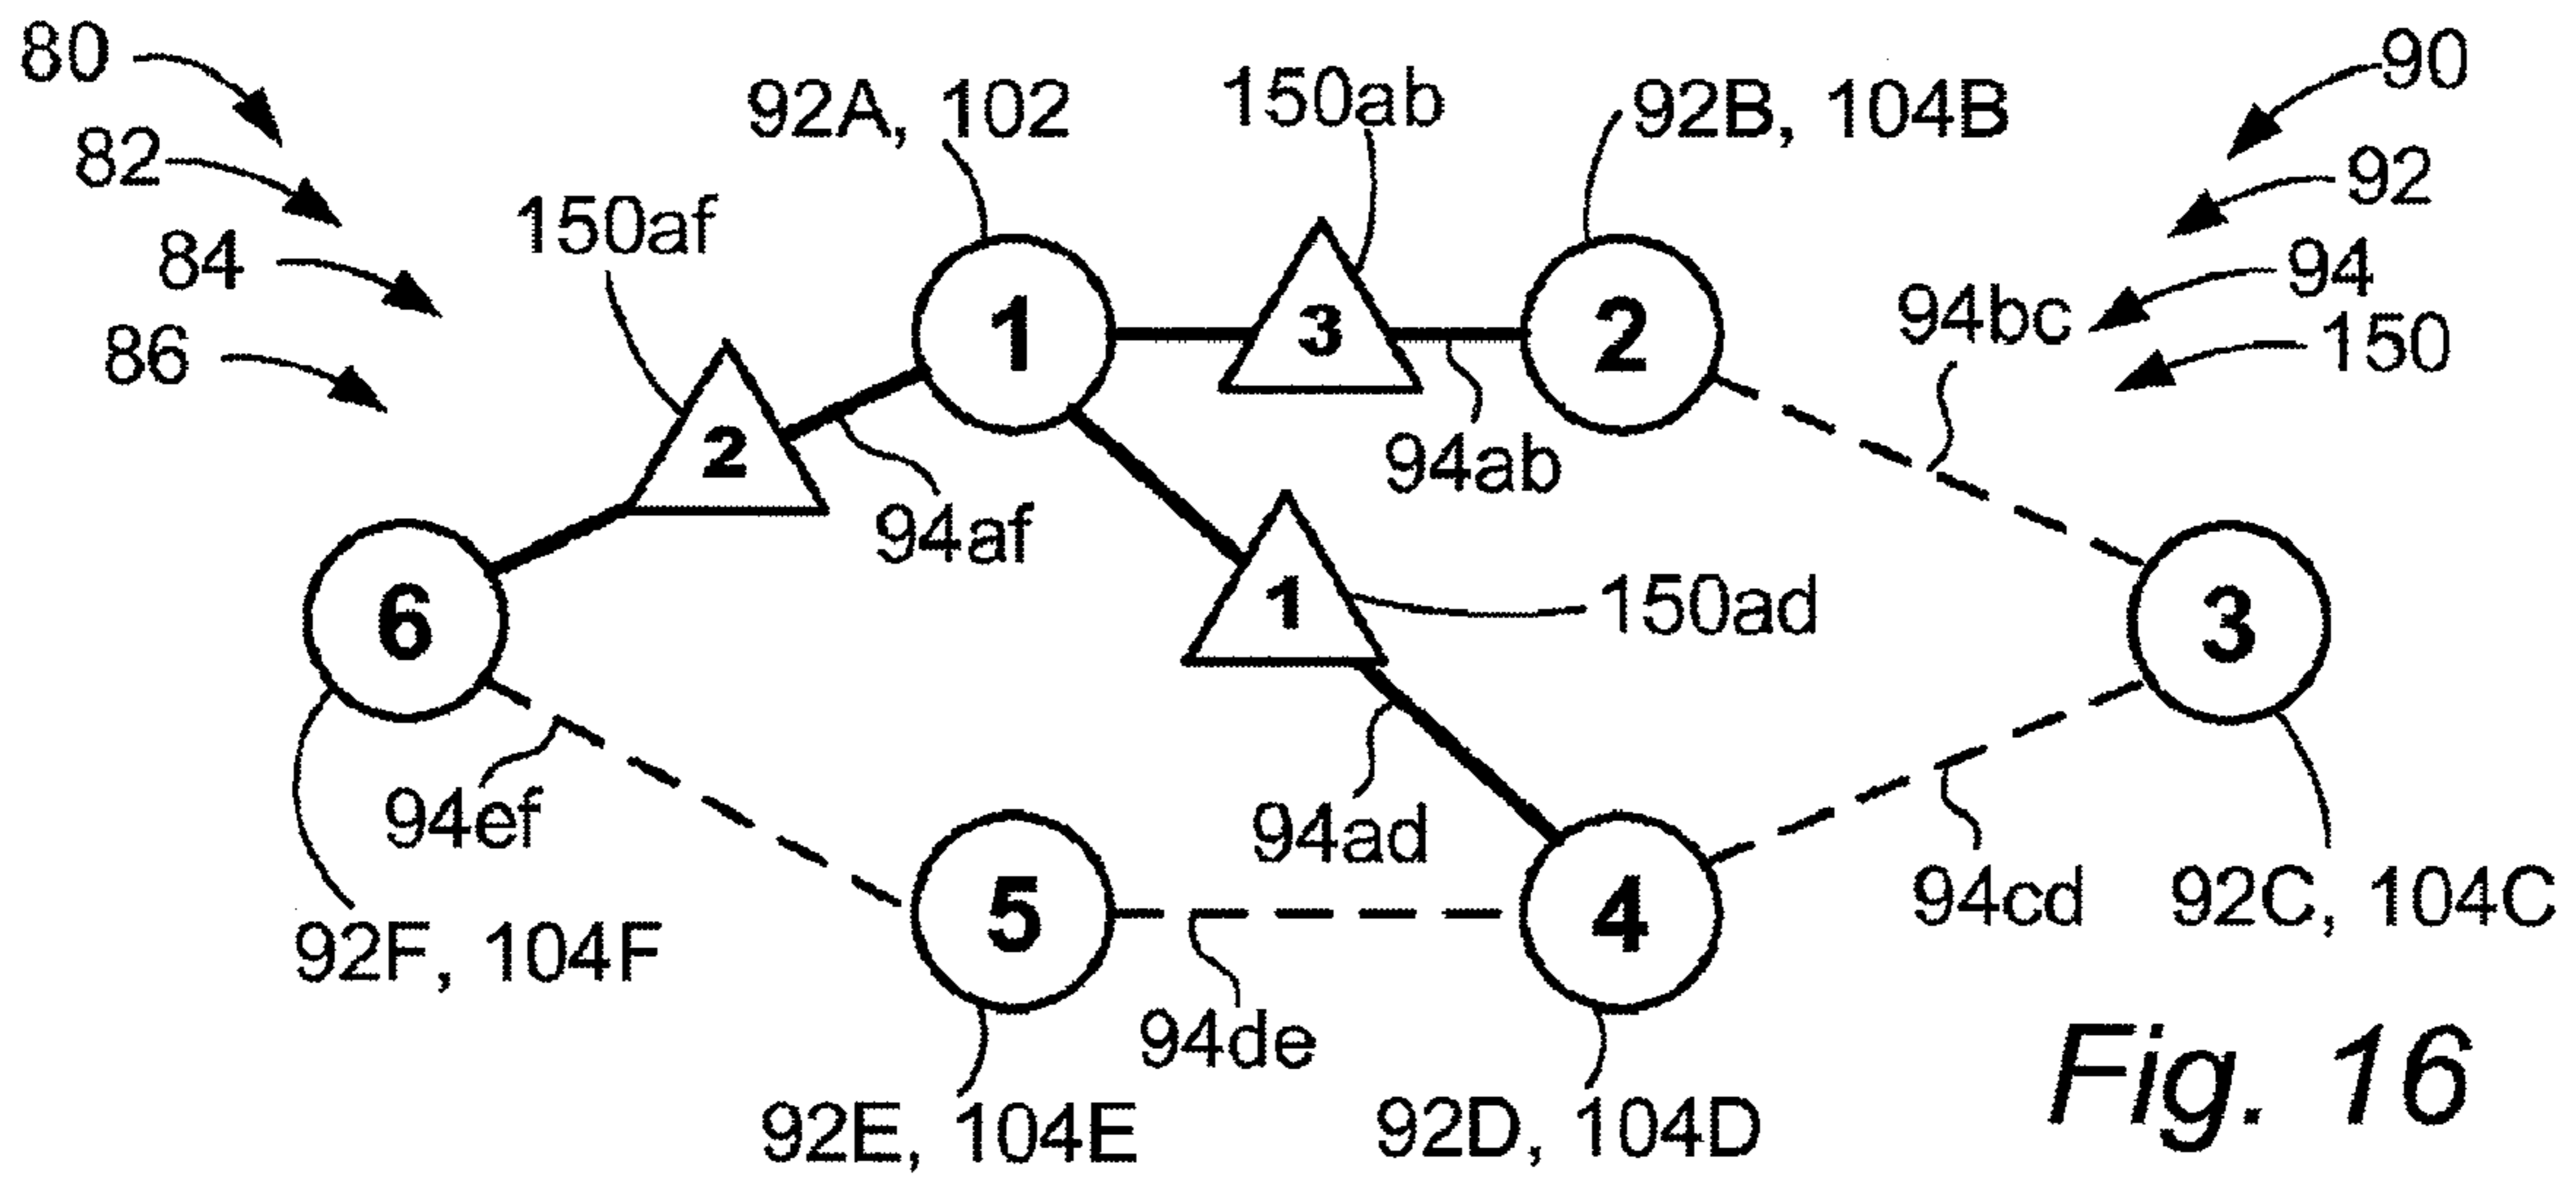 80
90
92A, 102
150ab
92B, 104B
82
92
150af
84
94
94bc
1
3
2
86
150
2
94ab
94af
6
1
150ad
3
94ef
94ad
5
4
94cd
92C, 104C
92F, 104F
94de
92E, 104E
92D, 104D
Fig. 16